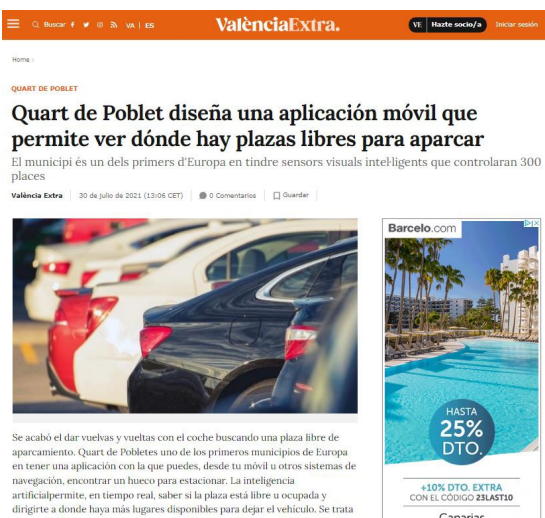 Buscar
VA | ES
ValènciaExtra.
VE Hazte socio/a
Iniciar sesión
Home ›
QUART DE POBLET
Quart de Poblet diseña una aplicación móvil que
permite ver dónde hay plazas libres para aparcar
El municipi és un dels primers d'Europa en tindre sensors visuals intel·ligents que controlaran 300
places
València Extra
30 de julio de 2021 (13:06 CET)
0 Comentarios
Guardar
Se acabó el dar vueltas y vueltas con el coche buscando una plaza libre de
aparcamiento. Quart de Pobletes uno de los primeros municipios de Europa
en tener una aplicación con la que puedes, desde tu móvil u otros sistemas de
navegación, encontrar un hueco para estacionar. La inteligencia
artificialpermite, en tiempo real, saber si la plaza está libre u ocupada y
dirigirte a donde haya más lugares disponibles para dejar el vehículo. Se trata
Barcelo.com
HASTA
25%
DTO.
+10% DTO. EXTRA
CON EL CÓDIGO 23LAST10
Canarias